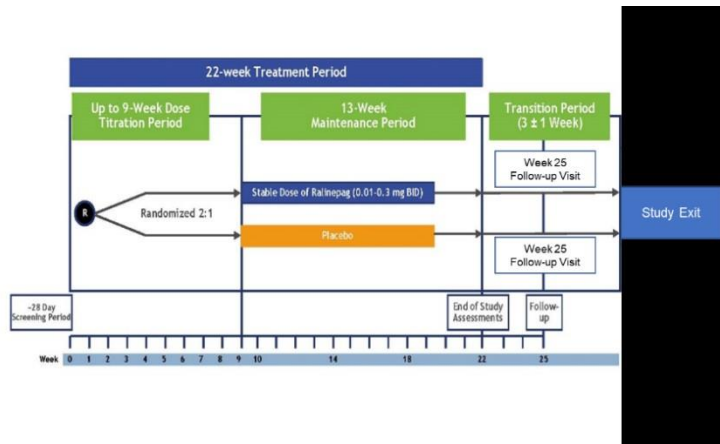 22-week Treatment Period
Up to 9-Week Dose
Titration Period
13-Week
Maintenance Period
Transition Period
(3 ± 1 Week)
Week 25
Follow-up Visit
Stable Dose of Ralinepag (0.01-0.3 mg BID)
R
Randomized 2:1
Study Exit
Placebo
Week 25
Follow-up Visit
~28 Day
Screening Period
End of Study
Assessments
Follow-
up
Week 0 1 2 3 4 5 6 7 8 9 10 14 18 22 25